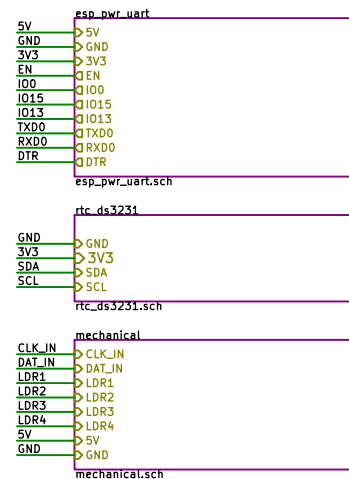 esp_pwr_uart
5V 5V
GND GND
3V3 3V3
EN EN
IO0 IO0
IO15 IO15
IO13 IO13
TXD0 TXD0
RXD0 RXD0
DTR DTR
esp_pwr_uart.sch
rtc_ds3231
GND GND
3V3 3V3
SDA SDA
SCL SCL
rtc_ds3231.sch
mechanical
CLK_IN CLK_IN
DAT_IN DAT_IN
LDR1 LDR1
LDR2 LDR2
LDR3 LDR3
LDR4 LDR4
5V 5V
GND GND
mechanical.sch